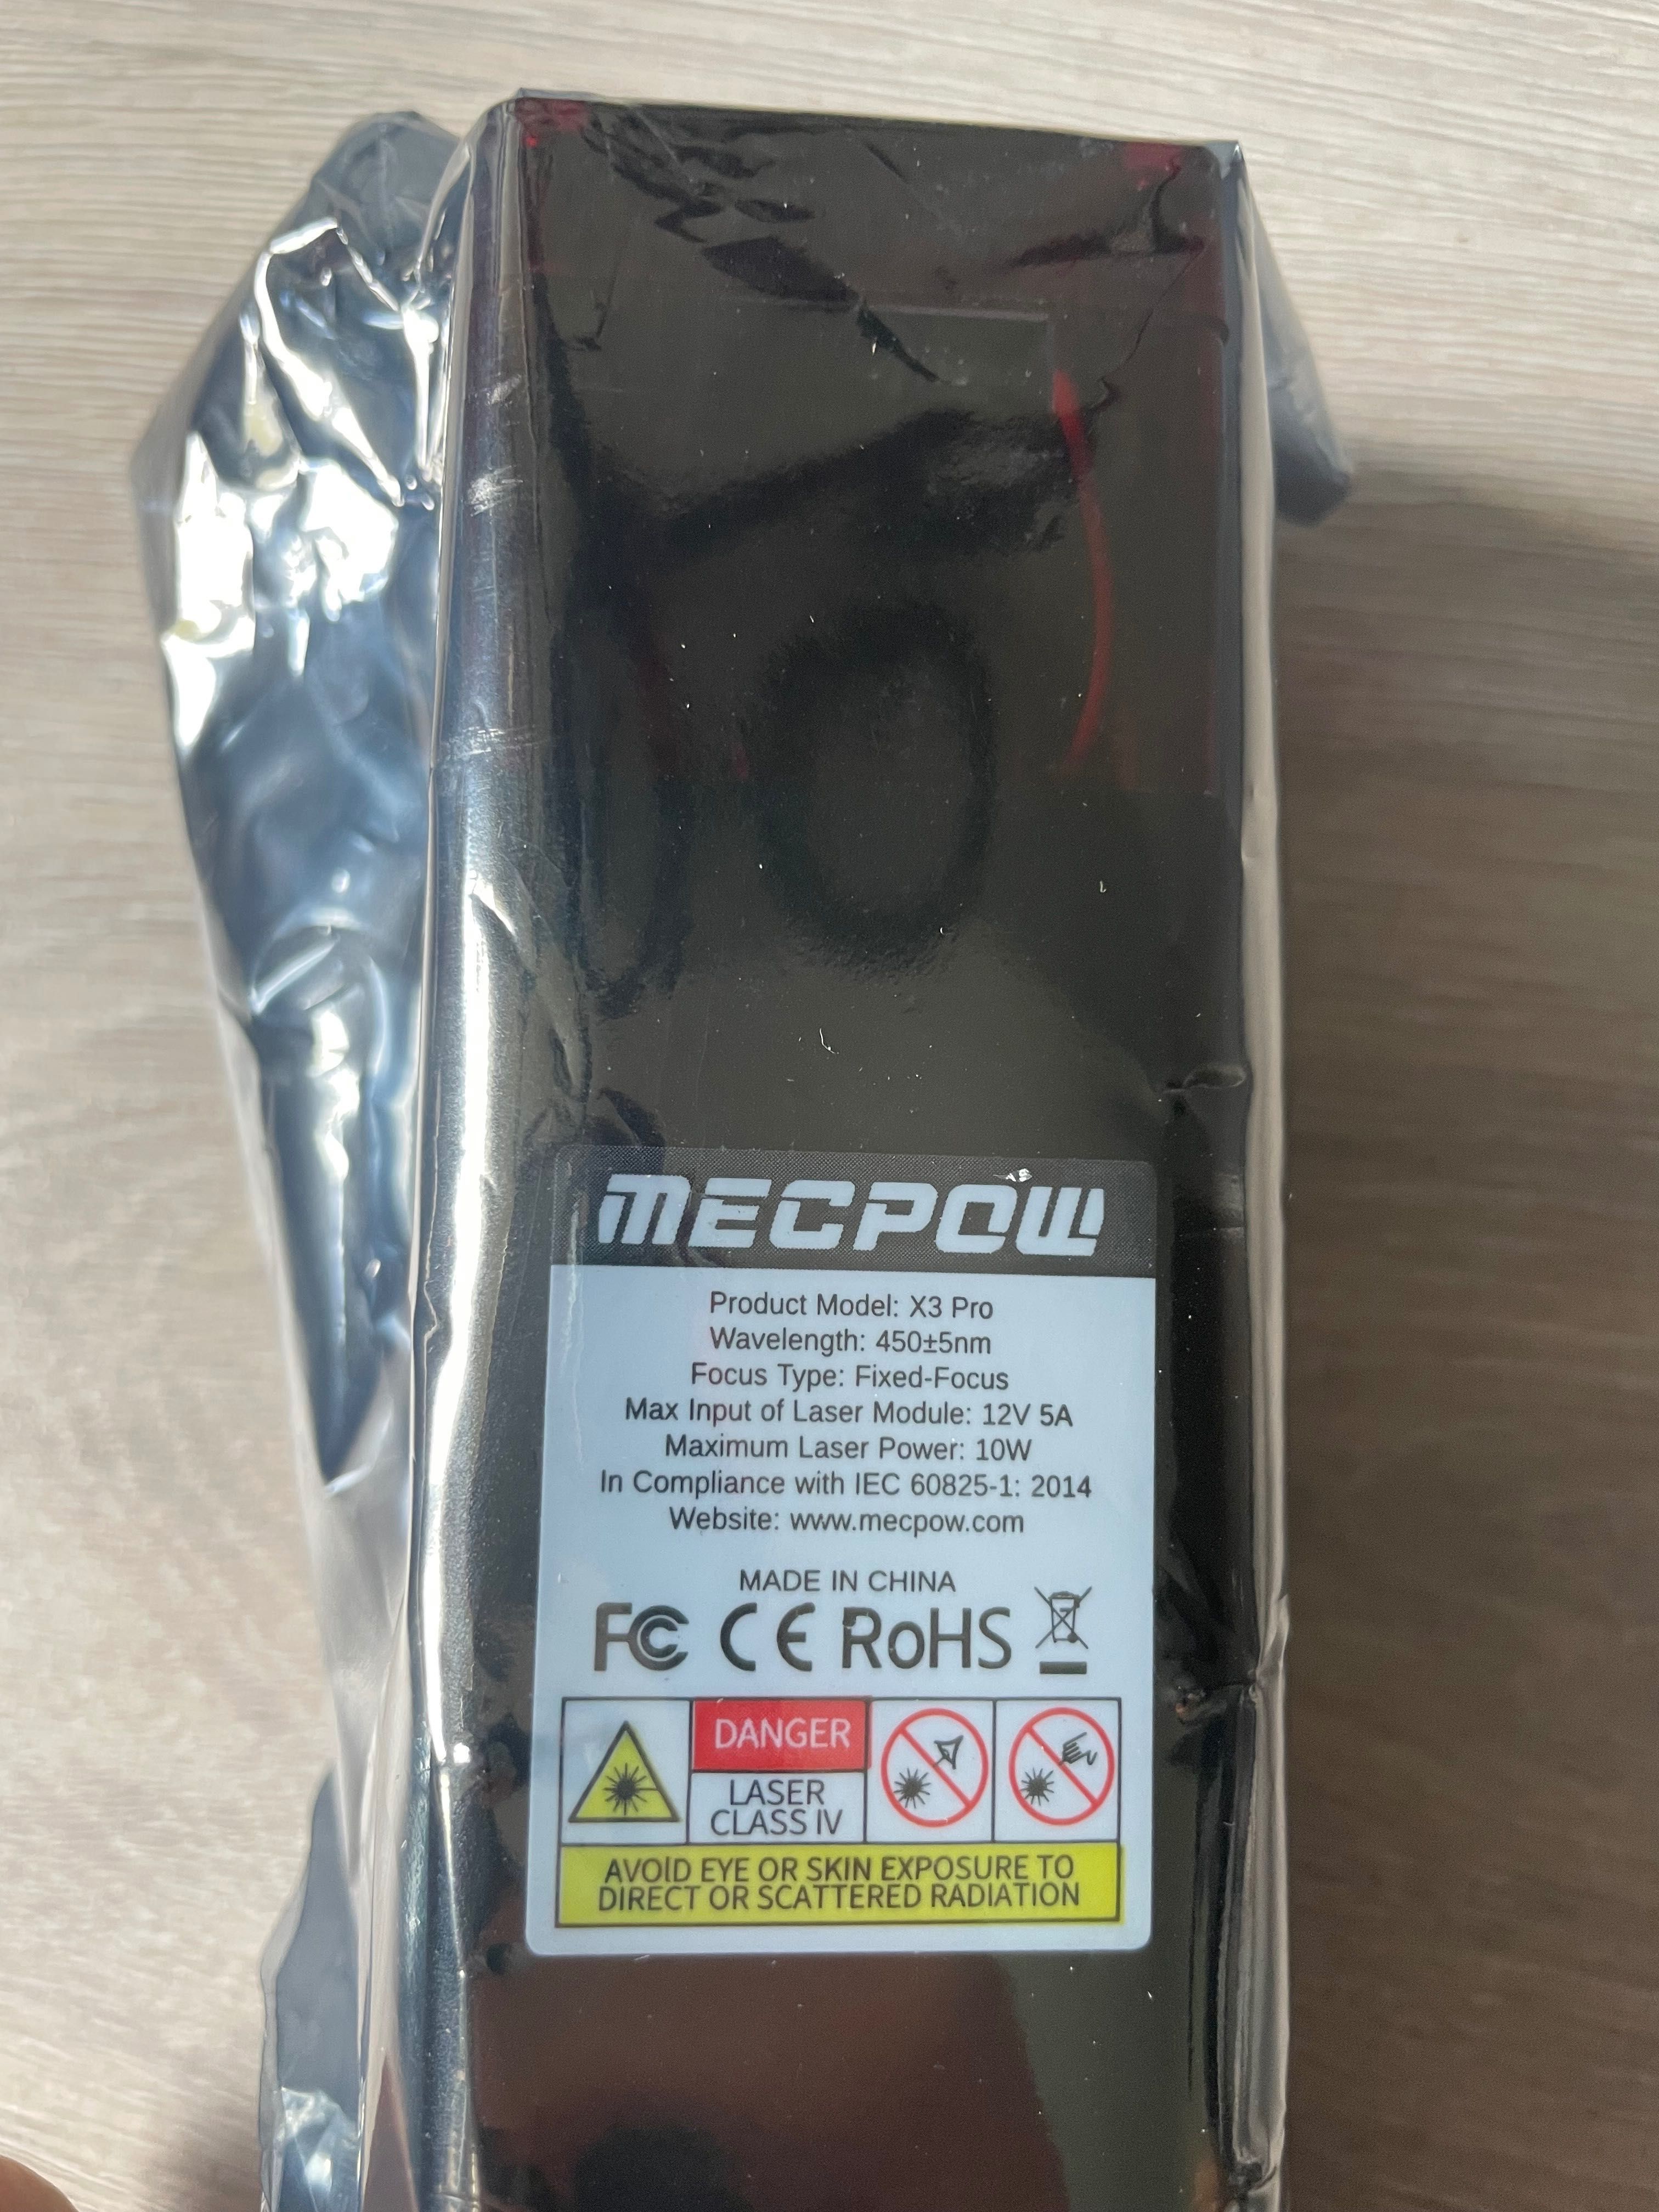 MECPOW
Product Model: X3 Pro
Wavelength: 450±5nm
Focus Type: Fixed-Focus
Max Input of Laser Module: 12V 5A
Maximum Laser Power: 10W
In Compliance with IEC 60825-1: 2014
Website: www.mecpow.com
MADE IN CHINA
FC CE RoHS
DANGER
LASER
CLASS IV
AVOID EYE OR SKIN EXPOSURE TO
DIRECT OR SCATTERED RADIATION